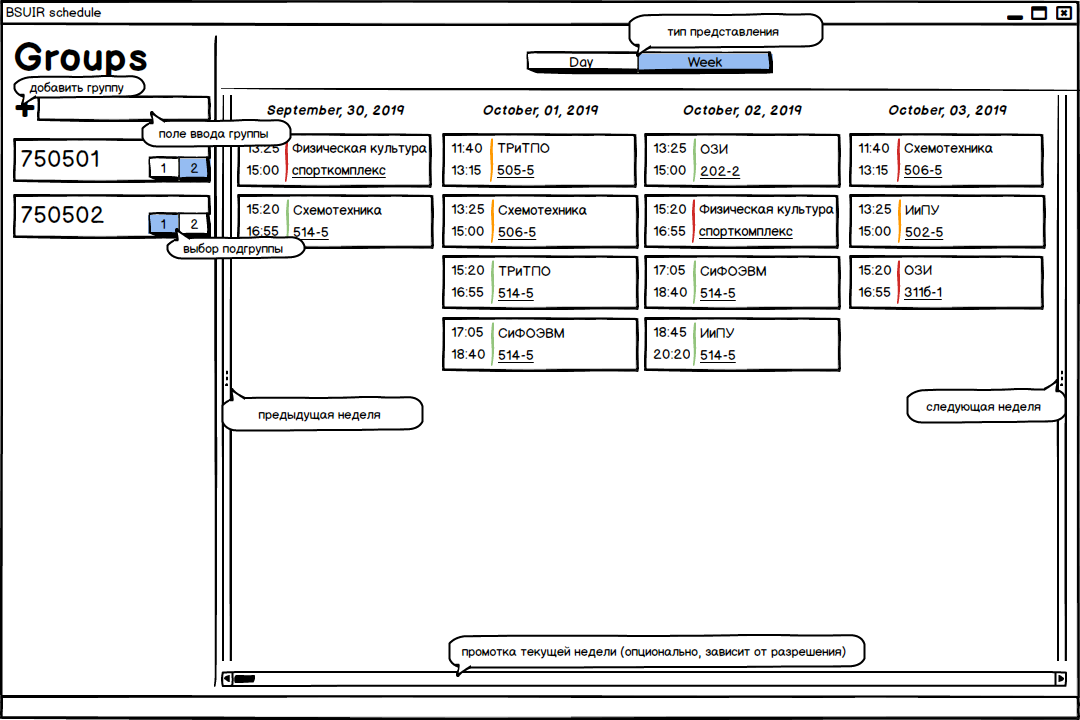 BSUIR schedule
Groups
добавить группу
+
поле ввода группы
750501
1 2
750502
1 2
выбор подгруппы
тип представления
Day Week
September, 30, 2019
13:25 Физическая культура
15:00 спорткомплекс
15:20 Схемотехника
16:55 514-5
October, 01, 2019
11:40 ТРиТПО
13:15 505-5
13:25 Схемотехника
15:00 506-5
15:20 ТРиТПО
16:55 514-5
17:05 СиФОЭВМ
18:40 514-5
October, 02, 2019
13:25 ОЗИ
15:00 202-2
15:20 Физическая культура
16:55 спорткомплекс
17:05 СиФОЭВМ
18:40 514-5
18:45 ИиПУ
20:20 514-5
October, 03, 2019
11:40 Схемотехника
13:15 506-5
13:25 ИиПУ
15:00 502-5
15:20 ОЗИ
16:55 311б-1
предыдущая неделя
следующая неделя
промотка текущей недели (опционально, зависит от разрешения)